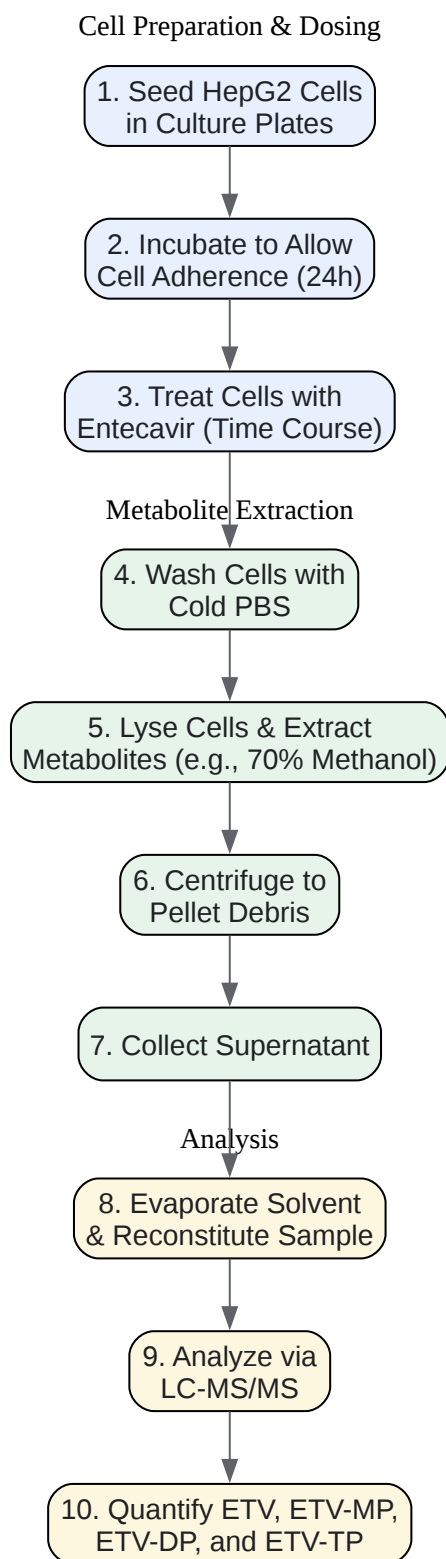 Cell Preparation & Dosing
1. Seed HepG2 Cells
in Culture Plates
2. Incubate to Allow
Cell Adherence (24h)
3. Treat Cells with
Entecavir (Time Course)
Metabolite Extraction
4. Wash Cells with
Cold PBS
5. Lyse Cells & Extract
Metabolites (e.g., 70% Methanol)
6. Centrifuge to
Pellet Debris
7. Collect Supernatant
Analysis
8. Evaporate Solvent
& Reconstitute Sample
9. Analyze via
LC-MS/MS
10. Quantify ETV, ETV-MP,
ETV-DP, and ETV-TP